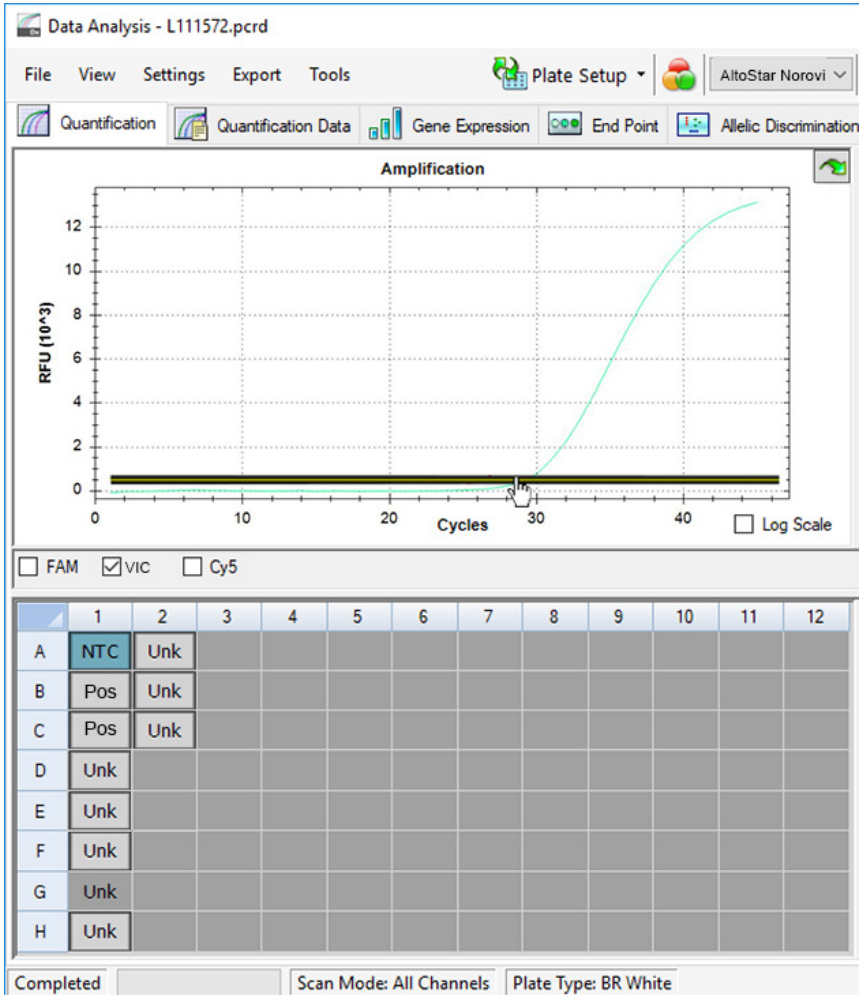 Data Analysis - L111572.pcrd
File View Settings Export Tools Plate Setup AltoStar Norovi
Quantification Quantification Data Gene Expression End Point Allelic Discrimination
Amplification
12
10
8
6
4
2
0
RFU (10^3)
0 10 20 30 40
Cycles
Log Scale
FAM VIC Cy5
1 2 3 4 5 6 7 8 9 10 11 12
A NTC Unk
B Pos Unk
C Pos Unk
D Unk
E Unk
F Unk
G Unk
H Unk
Completed Scan Mode: All Channels Plate Type: BR White